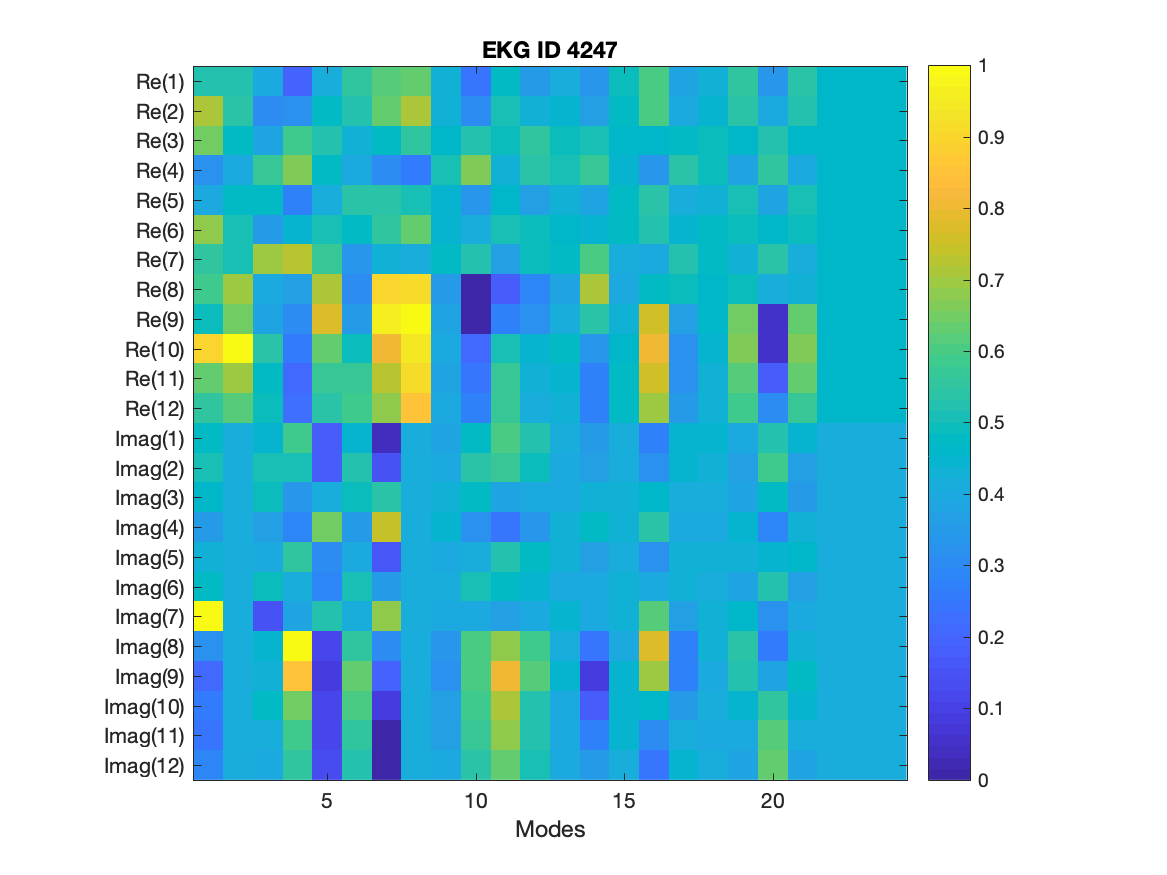 EKG ID 4247
Re(1)
Re(2)
Re(3)
Re(4)
Re(5)
Re(6)
Re(7)
Re(8)
Re(9)
Re(10)
Re(11)
Re(12)
Imag(1)
Imag(2)
Imag(3)
Imag(4)
Imag(5)
Imag(6)
Imag(7)
Imag(8)
Imag(9)
Imag(10)
Imag(11)
Imag(12)
5 10 15 20
Modes
1
0.9
0.8
0.7
0.6
0.5
0.4
0.3
0.2
0.1
0